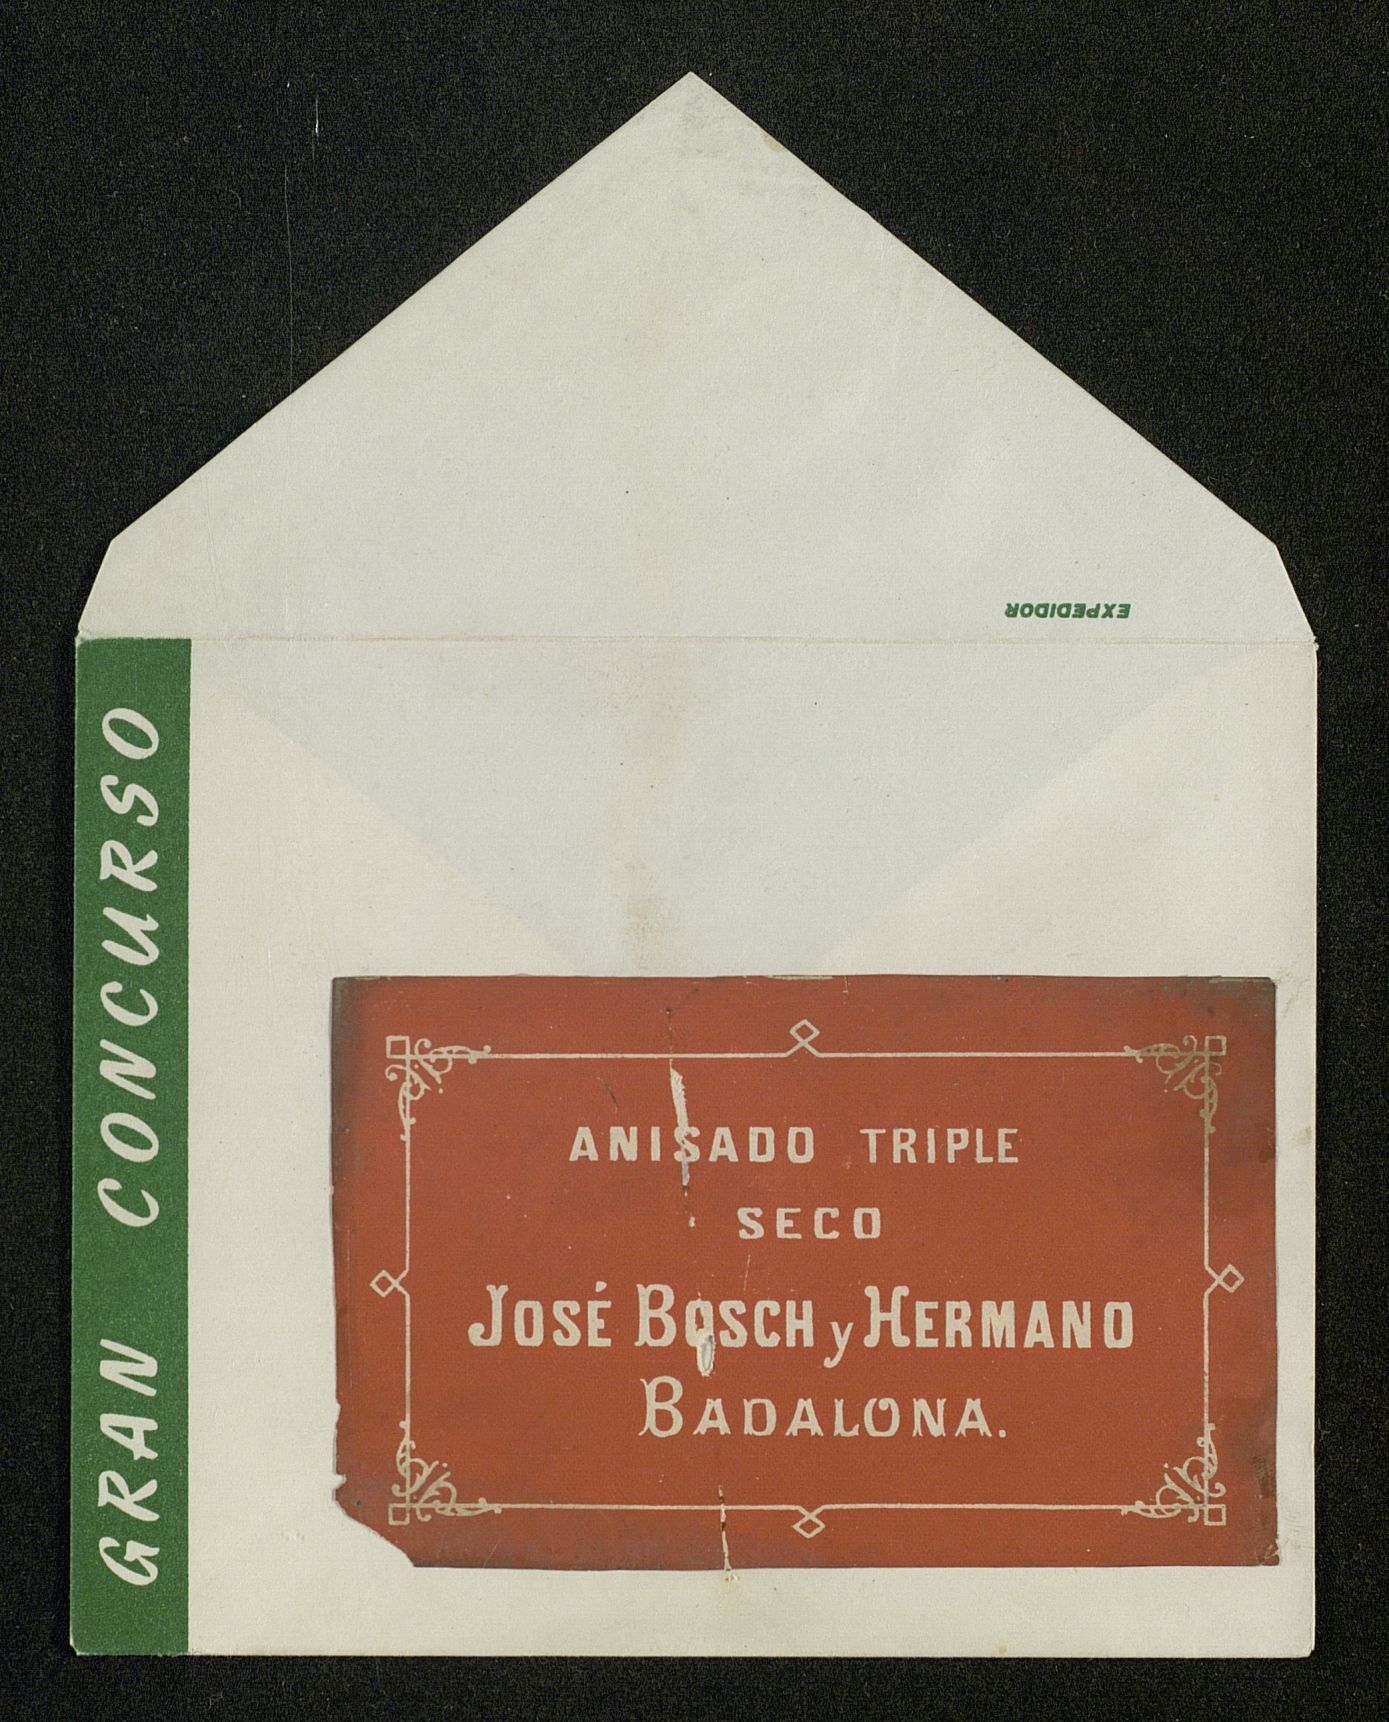 EXPEDIDOR
GRAN CONCURSO
ANISADO TRIPLE
SECO
JOSÉ BOSCH y HERMANO
BADALONA.